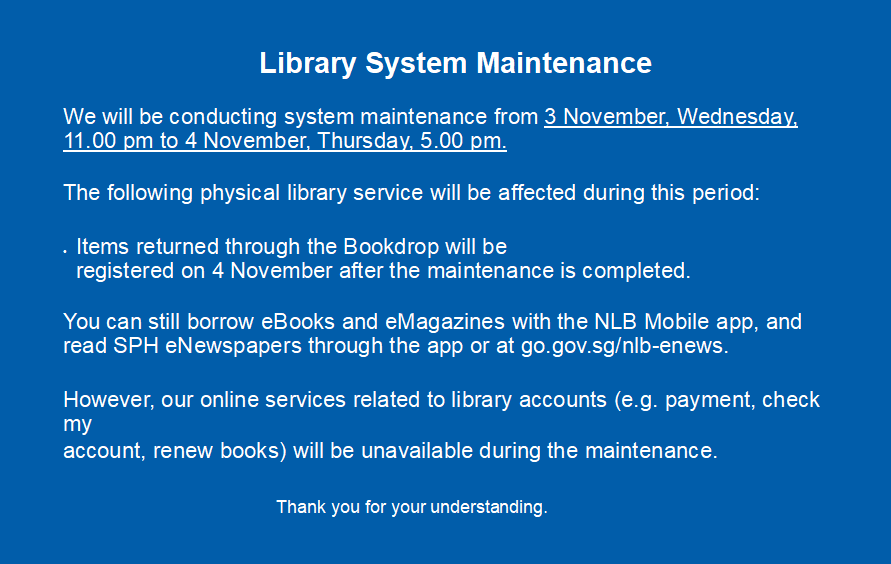 Library System Maintenance
We will be conducting system maintenance from 3 November, Wednesday,
11.00 pm to 4 November, Thursday, 5.00 pm.
The following physical library service will be affected during this period:
• Items returned through the Bookdrop will be
registered on 4 November after the maintenance is completed.
You can still borrow eBooks and eMagazines with the NLB Mobile app, and
read SPH eNewspapers through the app or at go.gov.sg/nlb-enews.
However, our online services related to library accounts (e.g. payment, check
my
account, renew books) will be unavailable during the maintenance.
Thank you for your understanding.